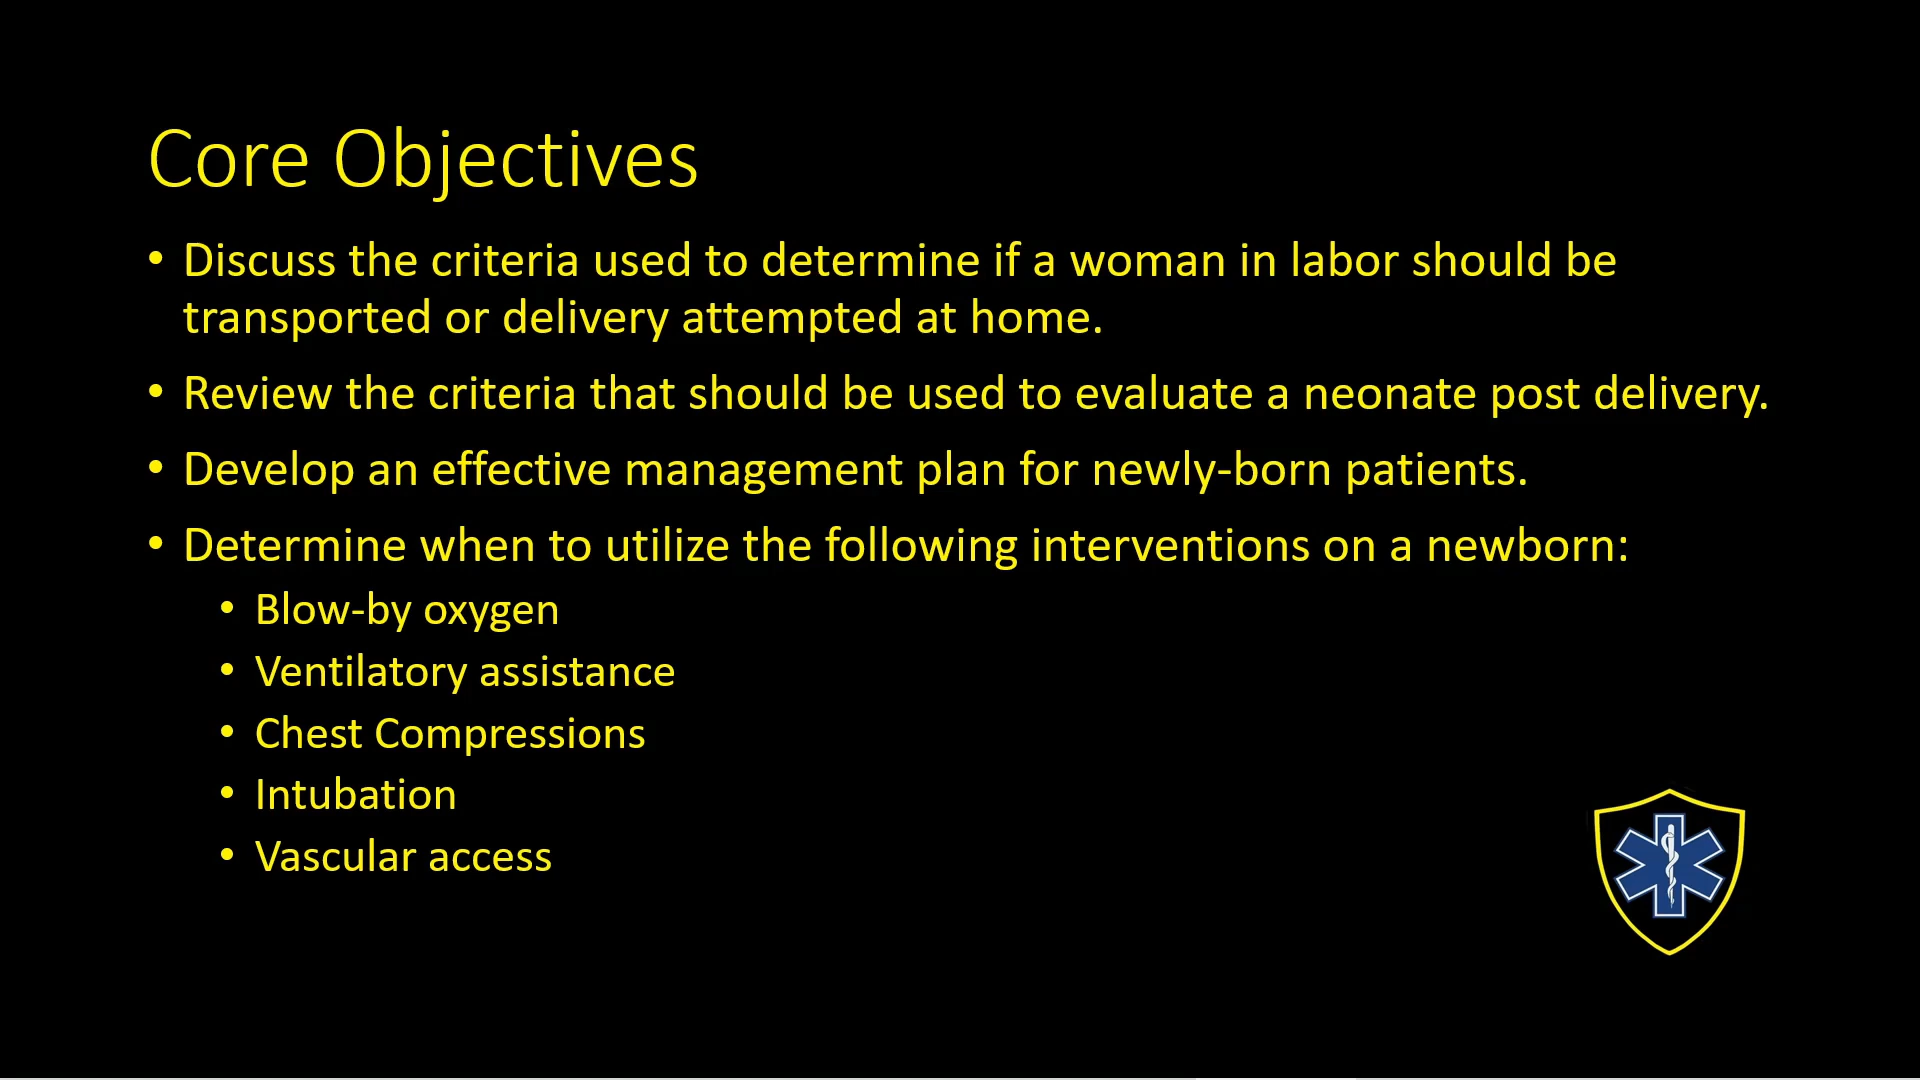 Core Objectives
• Discuss the criteria used to determine if a woman in labor should be
transported or delivery attempted at home.
• Review the criteria that should be used to evaluate a neonate post delivery.
• Develop an effective management plan for newly-born patients.
• Determine when to utilize the following interventions on a newborn:
• Blow-by oxygen
• Ventilatory assistance
• Chest Compressions
• Intubation
• Vascular access